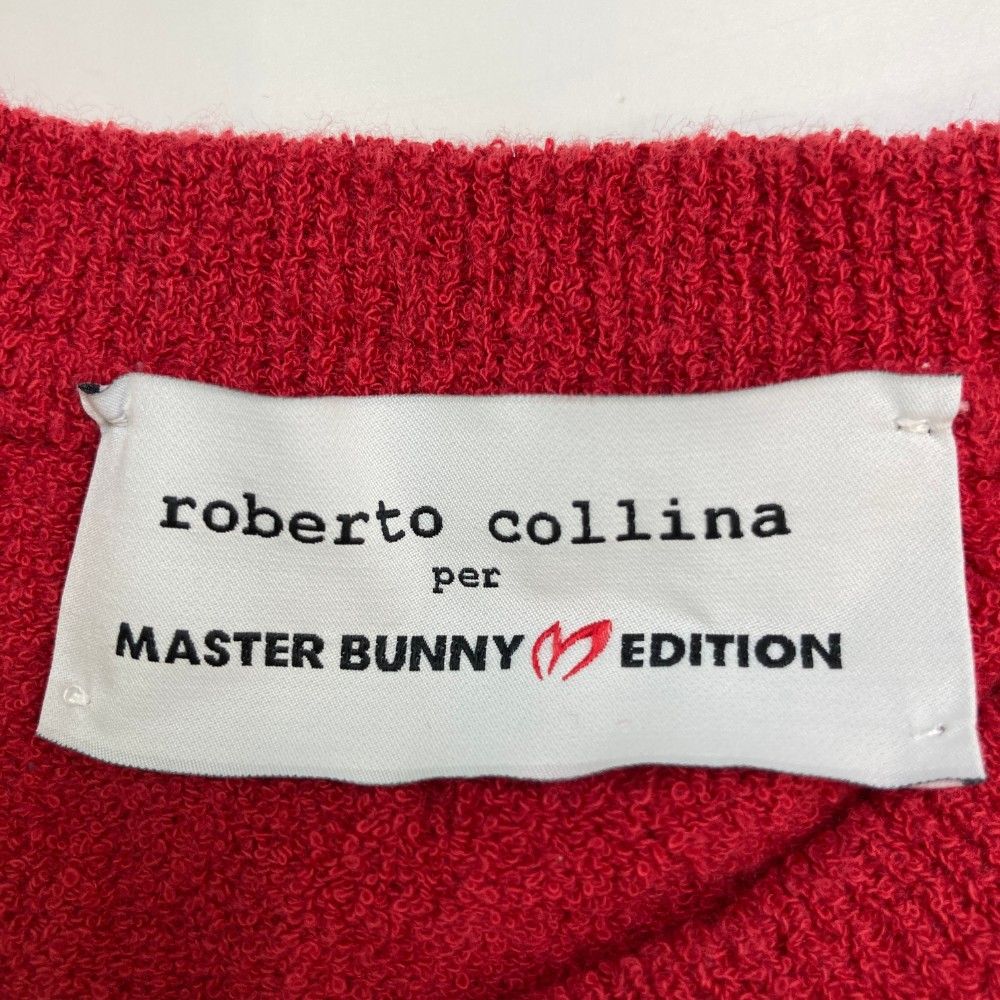 roberto collina
per
MASTER BUNNY EDITION